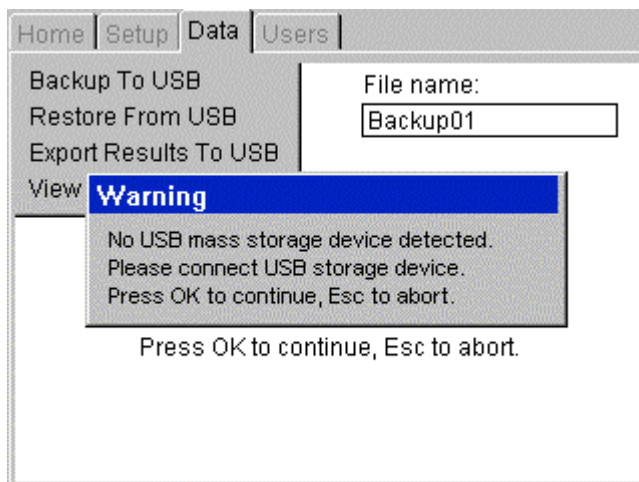 Home Setup Data Users
Backup To USB
Restore From USB
Export Results To USB
View
File name:
Backup01
Warning
No USB mass storage device detected.
Please connect USB storage device.
Press OK to continue, Esc to abort.
Press OK to continue, Esc to abort.